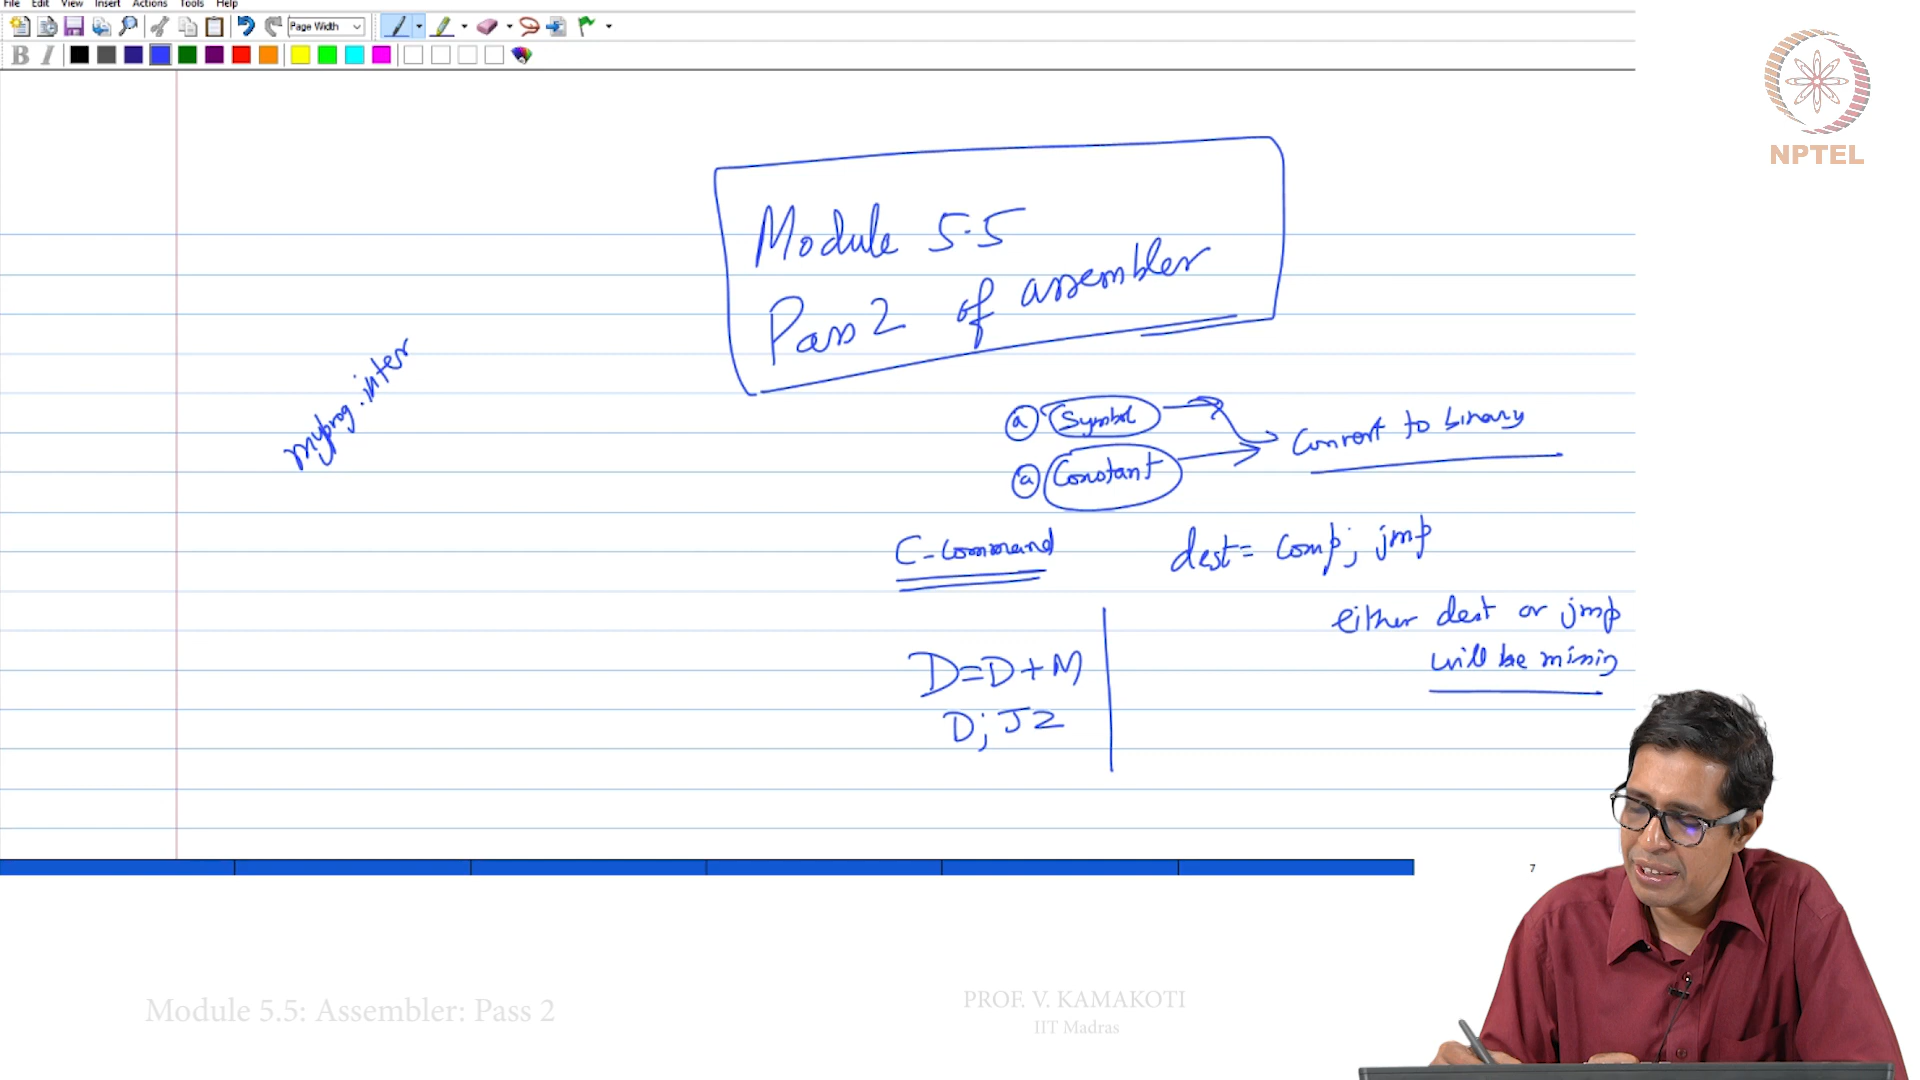 File Edit View Insert Actions Tools Help
Page Width
B I
NPTEL
Module 5.5
Pass 2 of assembler
myprog.inter
@ Symbol
Convert to binary
@ Constant
C-Command dest= Comp; jmp
either dest or jmp
will be missing
D=D+M
D; JZ
7
Module 5.5: Assembler: Pass 2
PROF. V. KAMAKOTI
IIT Madras